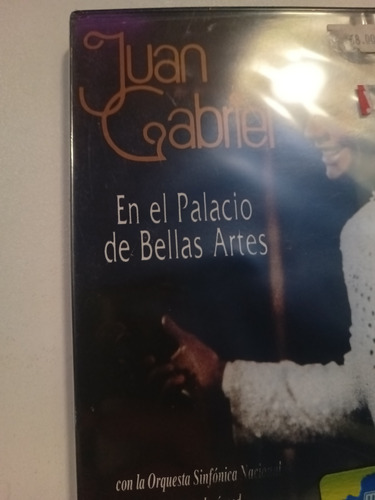 Juan
Gabriel
En el Palacio
de Bellas Artes
con la Orquesta Sinfónica Nacional